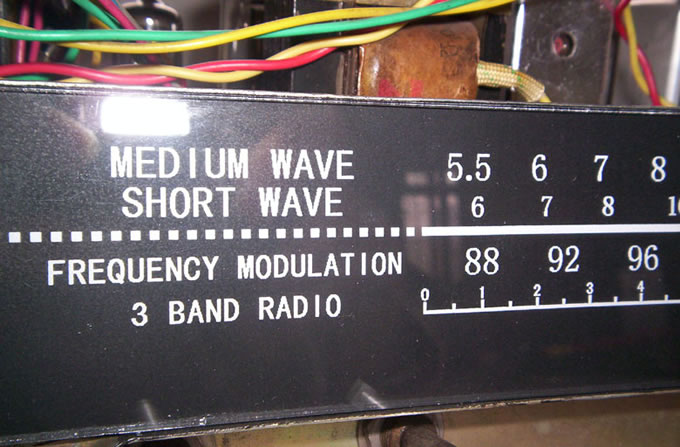 MEDIUM WAVE 5.5 6 7 8
SHORT WAVE 6 7 8
FREQUENCY MODULATION 88 92 96
3 BAND RADIO 0 1 2 3 4